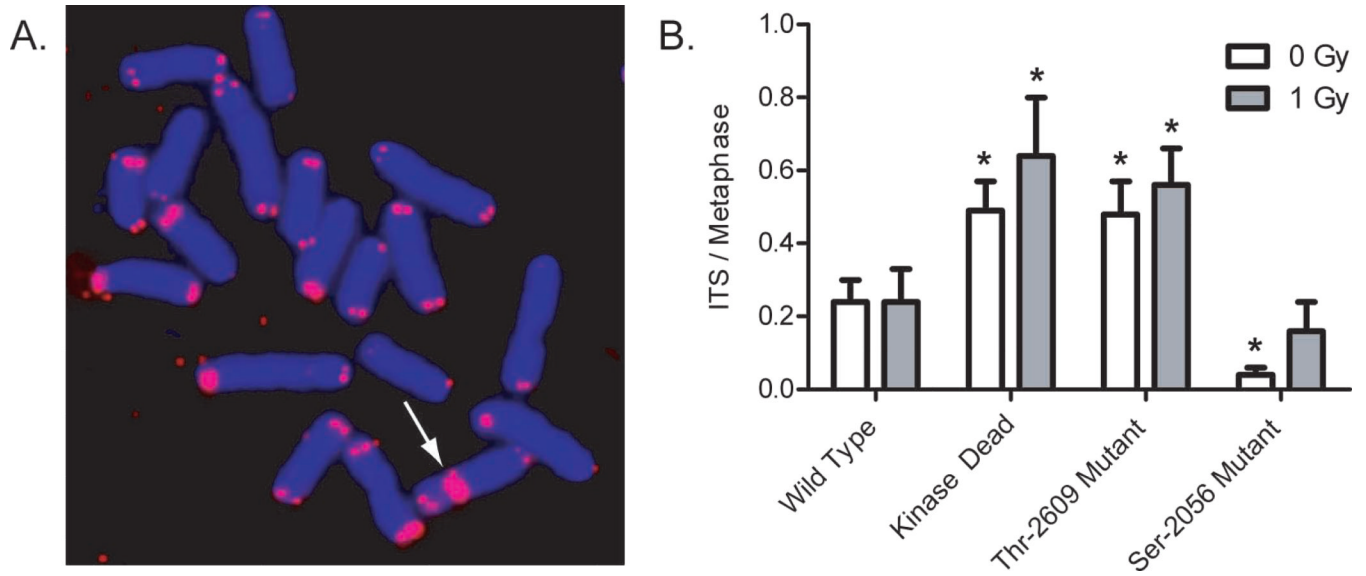 A.
B.
1.0
0.8
0.6
0.4
0.2
0.0
ITS / Metaphase
0 Gy
1 Gy
*
*
*
*
*
Wild Type
Kinase Dead
Thr-2609 Mutant
Ser-2056 Mutant